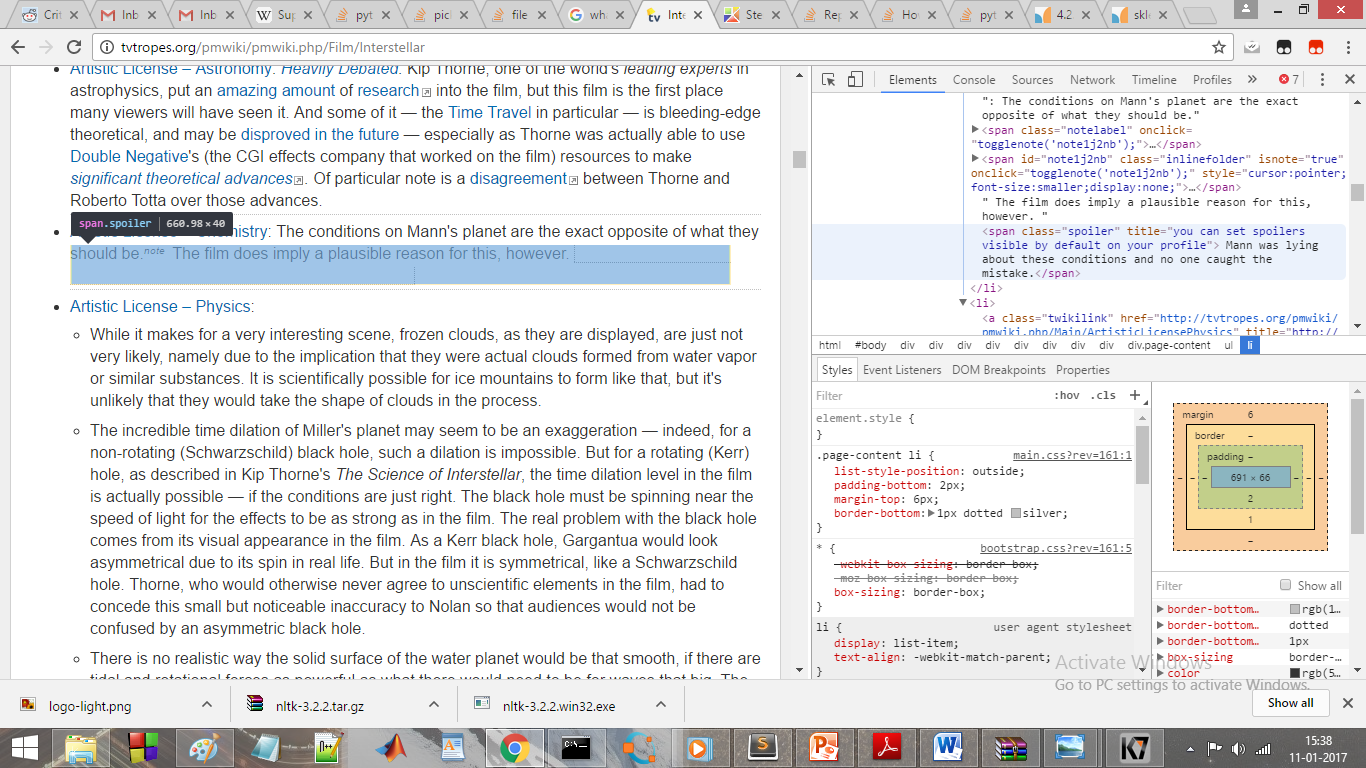 Crit
Inb
Inb
Sup
pyt
pic
file
whe
Inte
Ste
Rep
Ho
pyt
4.2
skl
tvtropes.org/pmwiki/pmwiki.php/Film/Interstellar
Artistic License – Astronomy: Heavily Debated. Kip Thorne, one of the world's leading experts in
astrophysics, put an amazing amount of research into the film, but this film is the first place
many viewers will have seen it. And some of it — the Time Travel in particular — is bleeding-edge
theoretical, and may be disproved in the future — especially as Thorne was actually able to use
Double Negative's (the CGI effects company that worked on the film) resources to make
significant theoretical advances. Of particular note is a disagreement between Thorne and
Roberto Totta over those advances.
span.spoiler | 660.98 × 40
mistry: The conditions on Mann's planet are the exact opposite of what they
should be.note The film does imply a plausible reason for this, however.
Artistic License – Physics:
While it makes for a very interesting scene, frozen clouds, as they are displayed, are just not
very likely, namely due to the implication that they were actual clouds formed from water vapor
or similar substances. It is scientifically possible for ice mountains to form like that, but it's
unlikely that they would take the shape of clouds in the process.
The incredible time dilation of Miller's planet may seem to be an exaggeration — indeed, for a
non-rotating (Schwarzschild) black hole, such a dilation is impossible. But for a rotating (Kerr)
hole, as described in Kip Thorne's The Science of Interstellar, the time dilation level in the film
is actually possible — if the conditions are just right. The black hole must be spinning near the
speed of light for the effects to be as strong as in the film. The real problem with the black hole
comes from its visual appearance in the film. As a Kerr black hole, Gargantua would look
asymmetrical due to its spin in real life. But in the film it is symmetrical, like a Schwarzschild
hole. Thorne, who would otherwise never agree to unscientific elements in the film, had to
concede this small but noticeable inaccuracy to Nolan so that audiences would not be
confused by an asymmetric black hole.
There is no realistic way the solid surface of the water planet would be that smooth, if there are
Elements Console Sources Network Timeline Profiles » 7
": The conditions on Mann's planet are the exact
opposite of what they should be."
<span class="notelabel" onclick=
"togglenote('note1j2nb');">…</span>
<span id="note1j2nb" class="inlinefolder" isnote="true"
onclick="togglenote('note1j2nb');" style="cursor:pointer;
font-size:smaller;display:none;">…</span>
" The film does imply a plausible reason for this,
however. "
<span class="spoiler" title="you can set spoilers
visible by default on your profile"> Mann was lying
about these conditions and no one caught the
mistake.</span>
</li>
<li>
<a class="twikilink" href="http://tvtropes.org/pmwiki/
pmwiki.php/Main/ArtisticLicensePhysics" title="http://
html #body div div div div div div div div.page-content ul li
Styles Event Listeners DOM Breakpoints Properties
Filter :hov .cls +
element.style {
}
.page-content li { main.css?rev=161:1
list-style-position: outside;
padding-bottom: 2px;
margin-top: 6px;
border-bottom: 1px dotted silver;
}
* { bootstrap.css?rev=161:5
-webkit-box-sizing: border-box;
-moz-box-sizing: border-box;
box-sizing: border-box;
}
li { user agent stylesheet
display: list-item;
text-align: -webkit-match-parent;
}
margin 6
border –
padding –
– – – 691 × 66 – – –
2
1
–
Filter Show all
border-bottom… rgb(1…
border-bottom… dotted
border-bottom… 1px
box-sizing border-…
color rgb(5…
Activate Windows
Go to PC settings to activate Windows.
logo-light.png
nltk-3.2.2.tar.gz
nltk-3.2.2.win32.exe
Show all
K7
15:38
11-01-2017